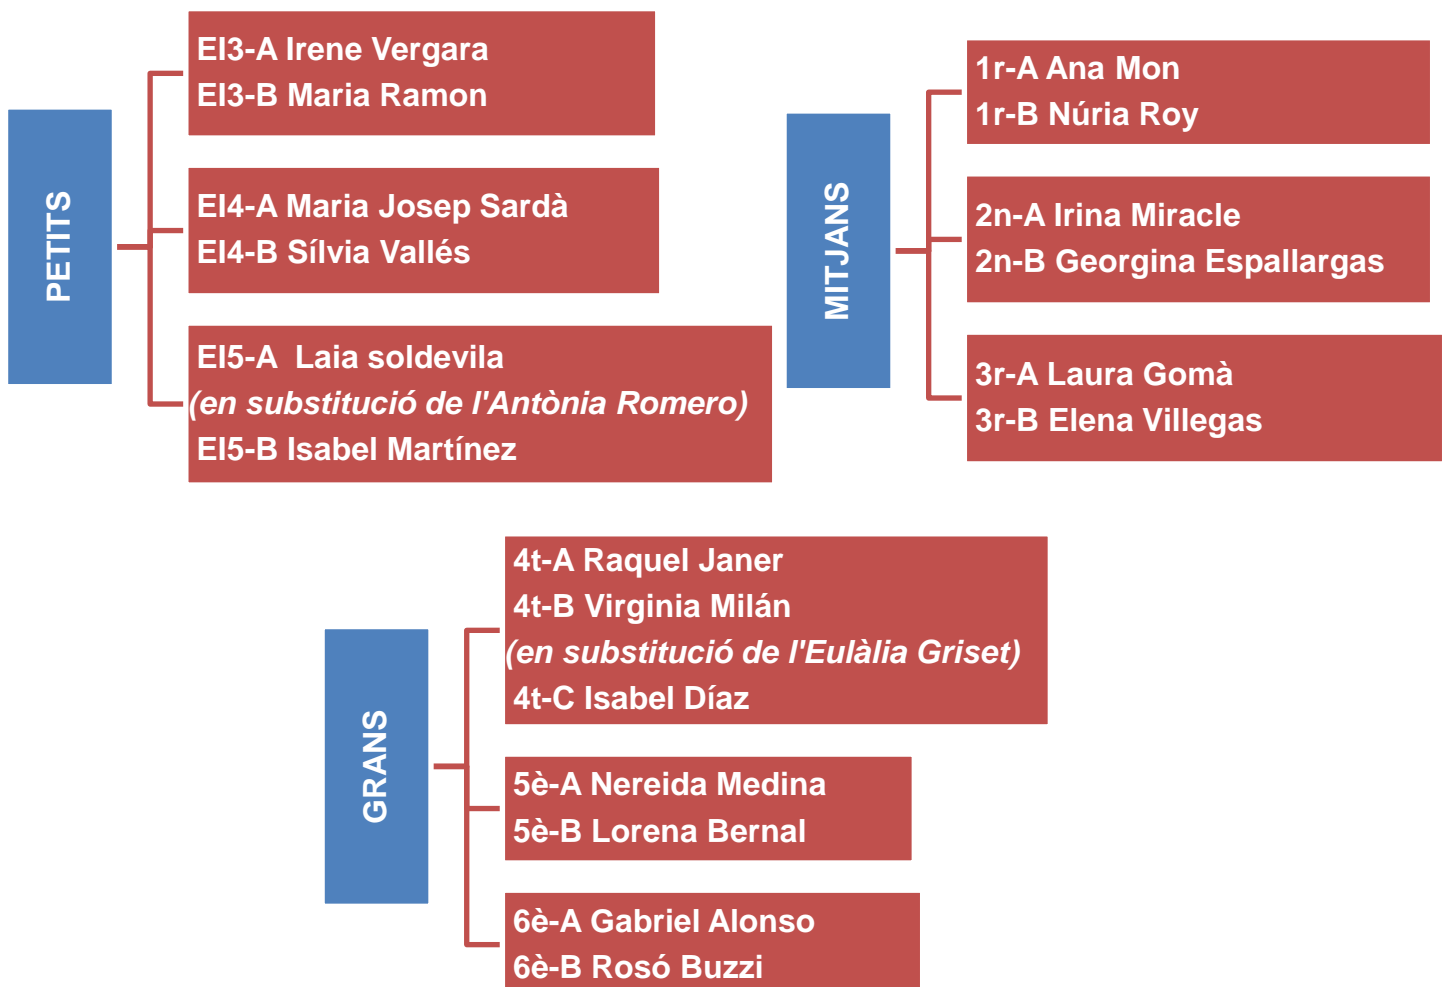 PETITS
EI3-A Irene Vergara
EI3-B Maria Ramon
EI4-A Maria Josep Sardà
EI4-B Sílvia Vallés
EI5-A  Laia soldevila
(en substitució de l'Antònia Romero)
EI5-B Isabel Martínez
MITJANS
1r-A Ana Mon
1r-B Núria Roy
2n-A Irina Miracle
2n-B Georgina Espallargas
3r-A Laura Gomà
3r-B Elena Villegas
GRANS
4t-A Raquel Janer
4t-B Virginia Milán
(en substitució de l'Eulàlia Griset)
4t-C Isabel Díaz
5è-A Nereida Medina
5è-B Lorena Bernal
6è-A Gabriel Alonso
6è-B Rosó Buzzi